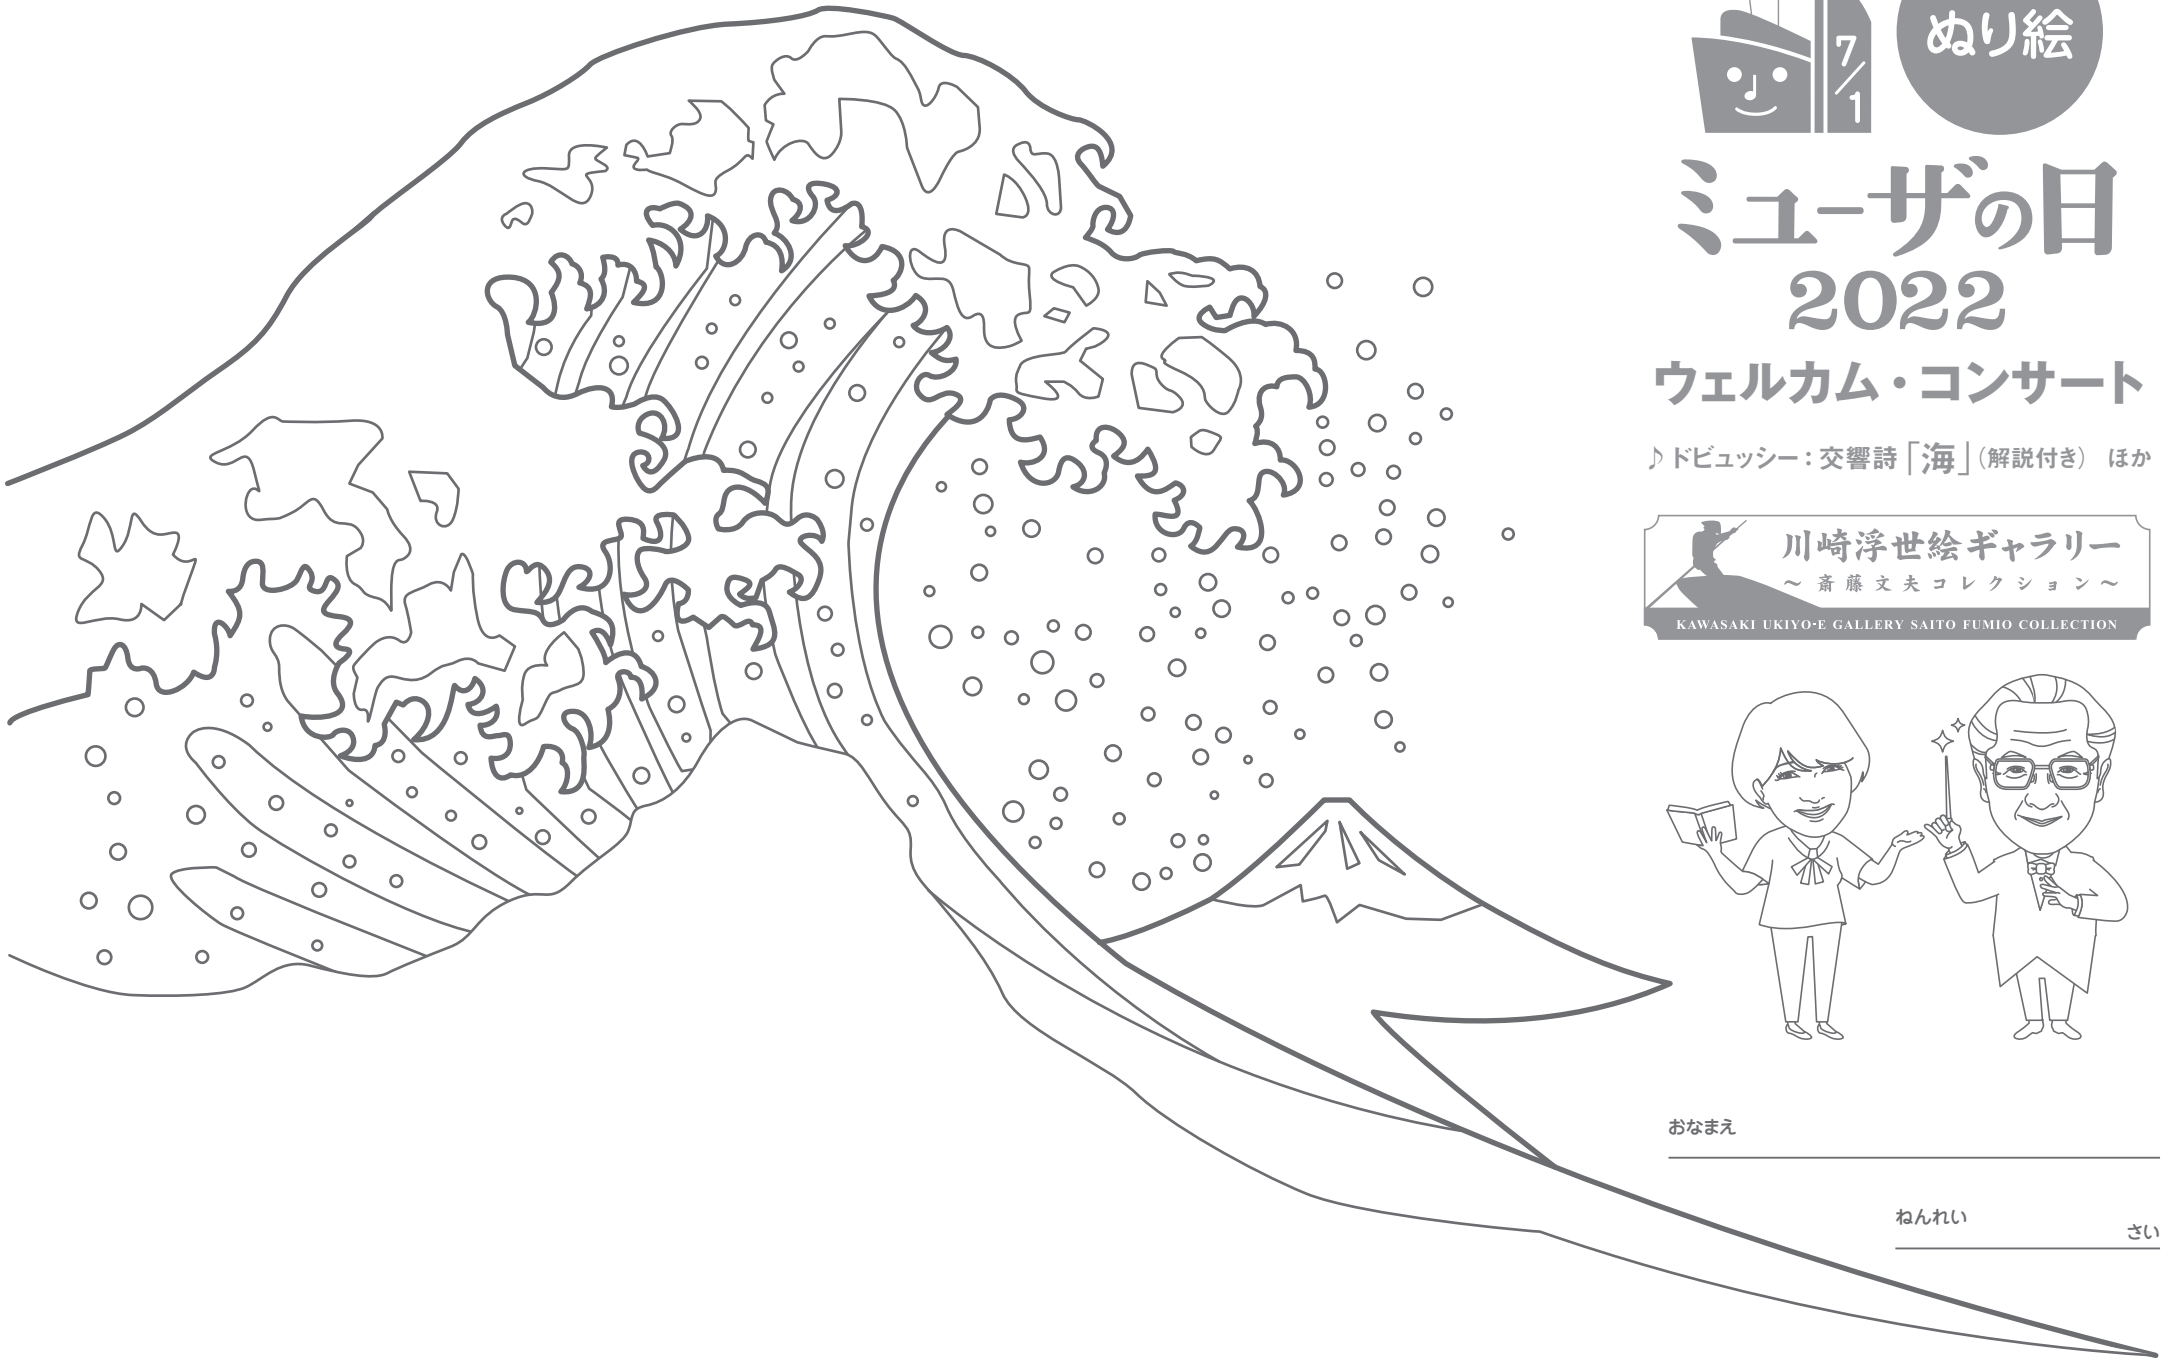 7/1
ぬり絵
ミューザの日
2022
ウェルカム・コンサート
♪ドビュッシー：交響詩「海」（解説付き） ほか
川崎浮世絵ギャラリー
～斎藤文夫コレクション～
KAWASAKI UKIYO-E GALLERY SAITO FUMIO COLLECTION
おなまえ
ねんれい
さい